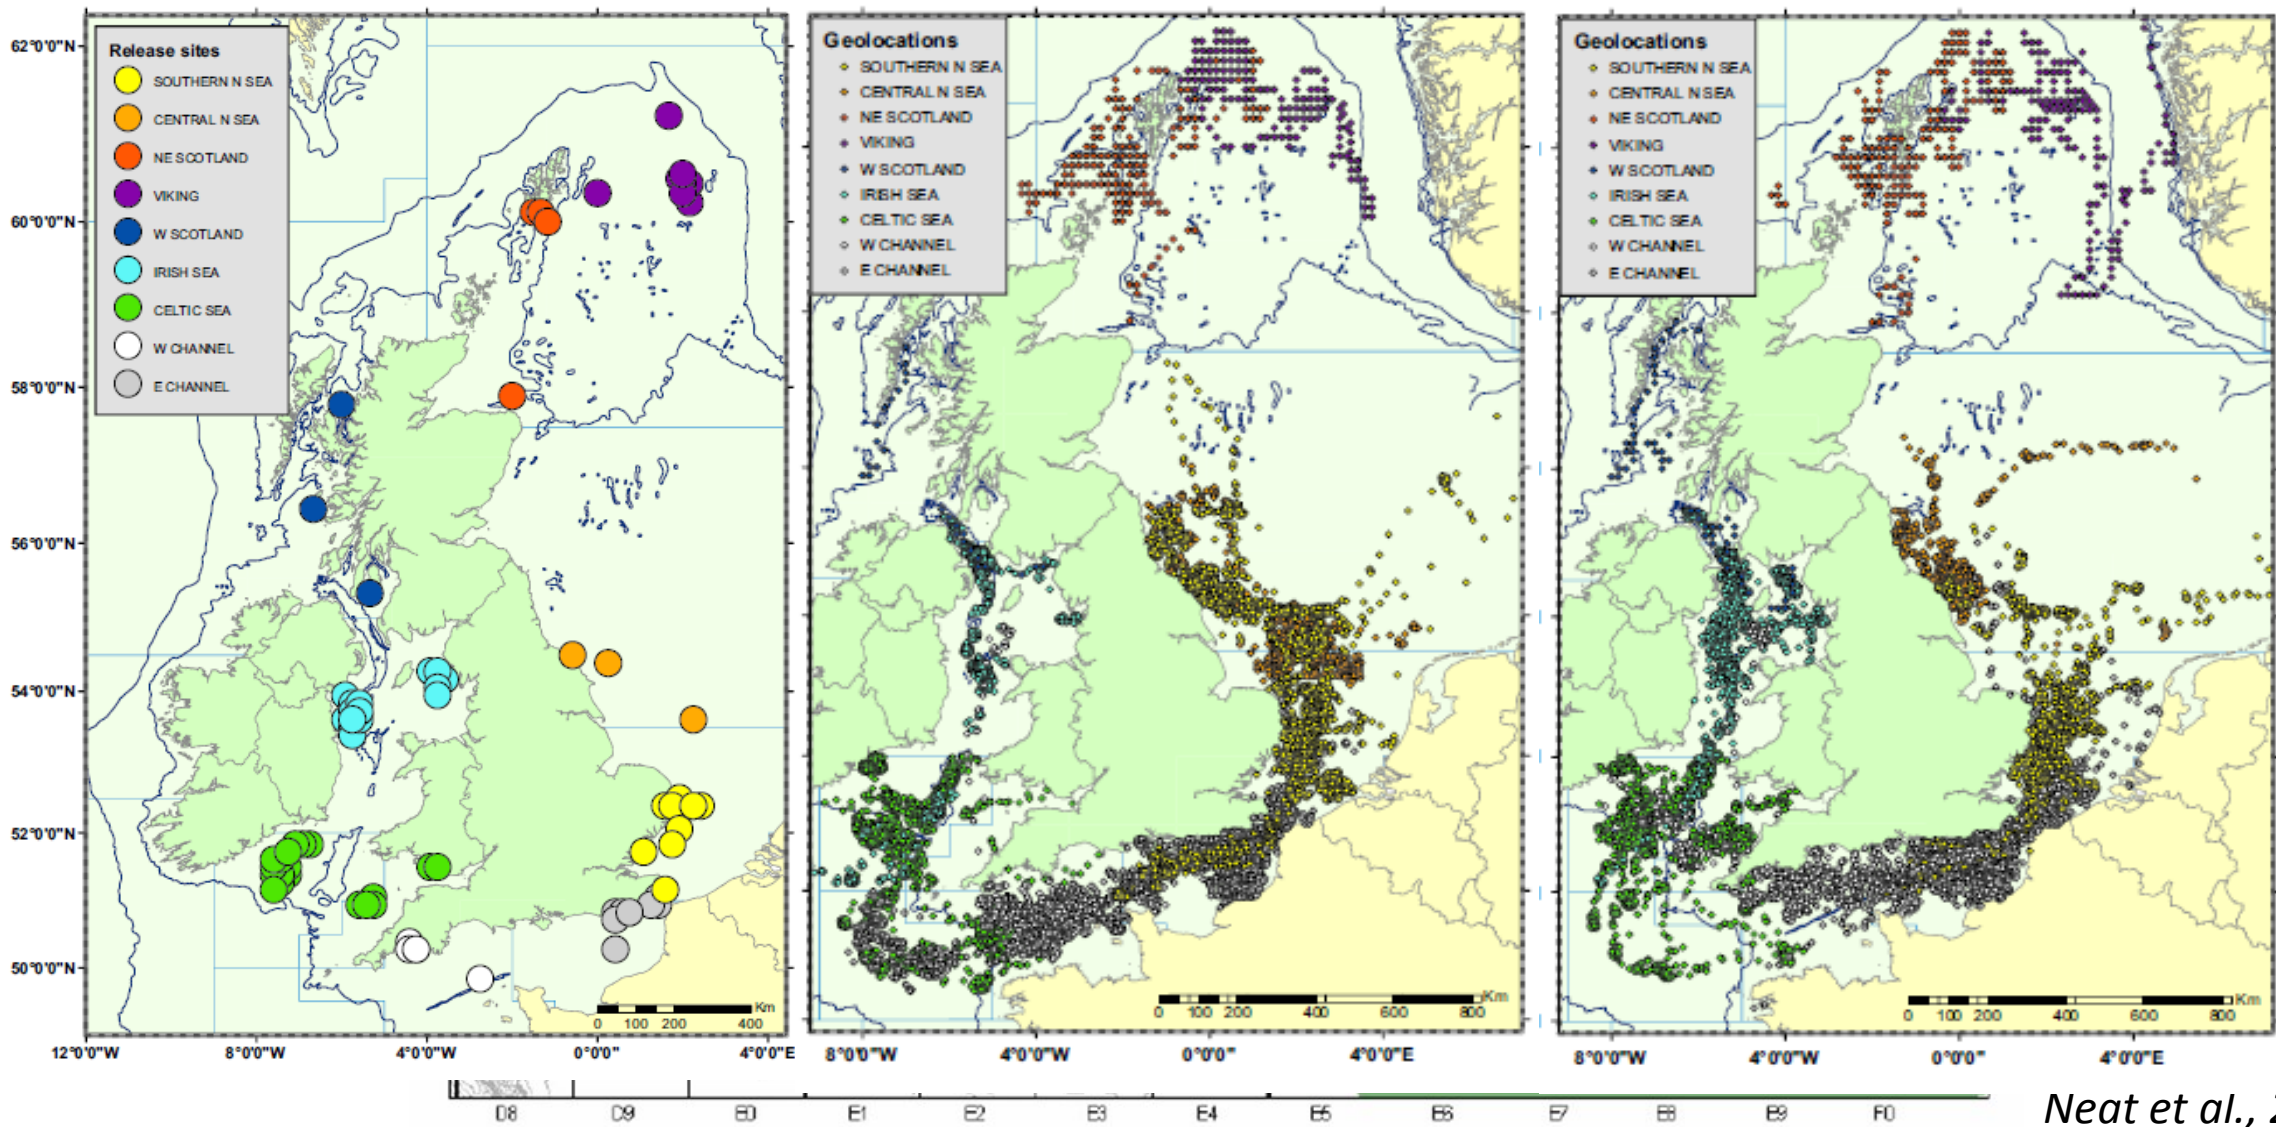 62°0'0"N
60°0'0"N
58°0'0"N
56°0'0"N
54°0'0"N
52°0'0"N
50°0'0"N
Release sites
SOUTHERN N SEA
CENTRAL N SEA
NE SCOTLAND
VIKING
W SCOTLAND
IRISH SEA
CELTIC SEA
W CHANNEL
E CHANNEL
Km
0 100 200 400
12°0'0"W 8°0'0"W 4°0'0"W 0°0'0" 4°0'0"E
Geolocations
SOUTHERN N SEA
CENTRAL N SEA
NE SCOTLAND
VIKING
W SCOTLAND
IRISH SEA
CELTIC SEA
W CHANNEL
E CHANNEL
Km
0 100 200 400 600 800
8°0'0"W 4°0'0"W 0°0'0" 4°0'0"E
Geolocations
SOUTHERN N SEA
CENTRAL N SEA
NE SCOTLAND
VIKING
W SCOTLAND
IRISH SEA
CELTIC SEA
W CHANNEL
E CHANNEL
Km
0 100 200 400 600 800
8°0'0"W 4°0'0"W 0°0'0" 4°0'0"E
D8 D9 E0 E1 E2 E3 E4 E5 E6 E7 E8 E9 F0
Neat et al., 2